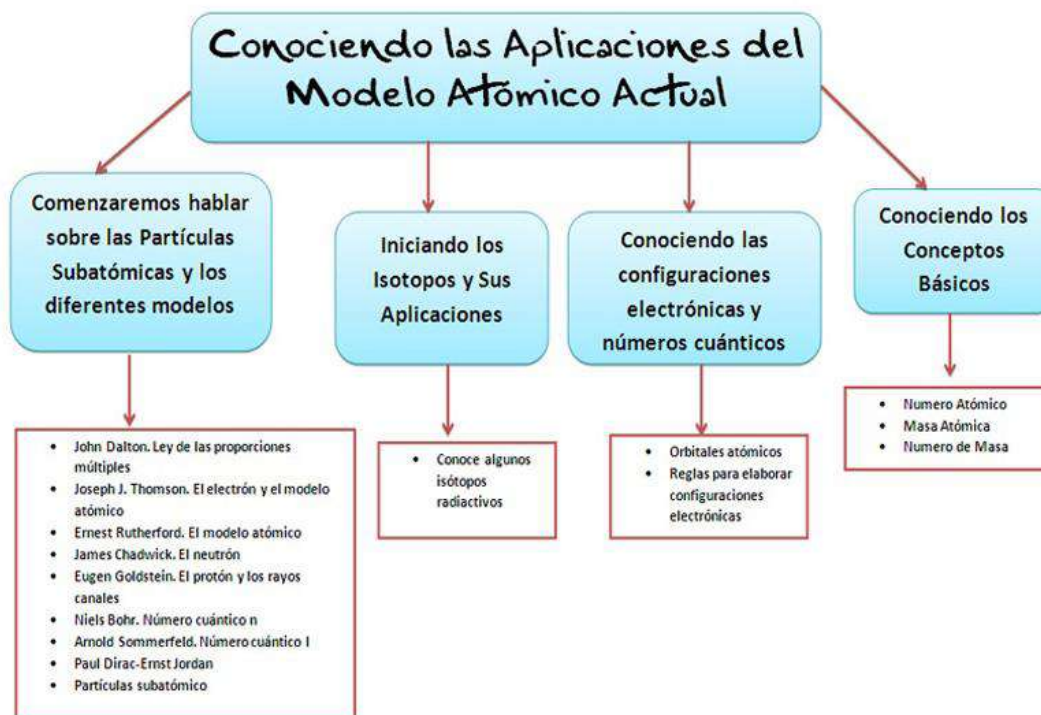 Conociendo las Aplicaciones del
Modelo Atómico Actual
Comenzaremos hablar
sobre las Partículas
Subatómicas y los
diferentes modelos
Iniciando los
Isotopos y Sus
Aplicaciones
Conociendo las
configuraciones
electrónicas y
números cuánticos
Conociendo los
Conceptos
Básicos
• John Dalton. Ley de las proporciones
múltiples
• Joseph J. Thomson. El electrón y el modelo
atómico
• Ernest Rutherford. El modelo atómico
• James Chadwick. El neutrón
• Eugen Goldstein. El protón y los rayos
canales
• Niels Bohr. Número cuántico n
• Arnold Sommerfeld. Número cuántico l
• Paul Dirac-Ernst Jordan
• Partículas subatómico
• Conoce algunos
isótopos
radiactivos
• Orbitales atómicos
• Reglas para elaborar
configuraciones
electrónicas
• Numero Atómico
• Masa Atómica
• Numero de Masa